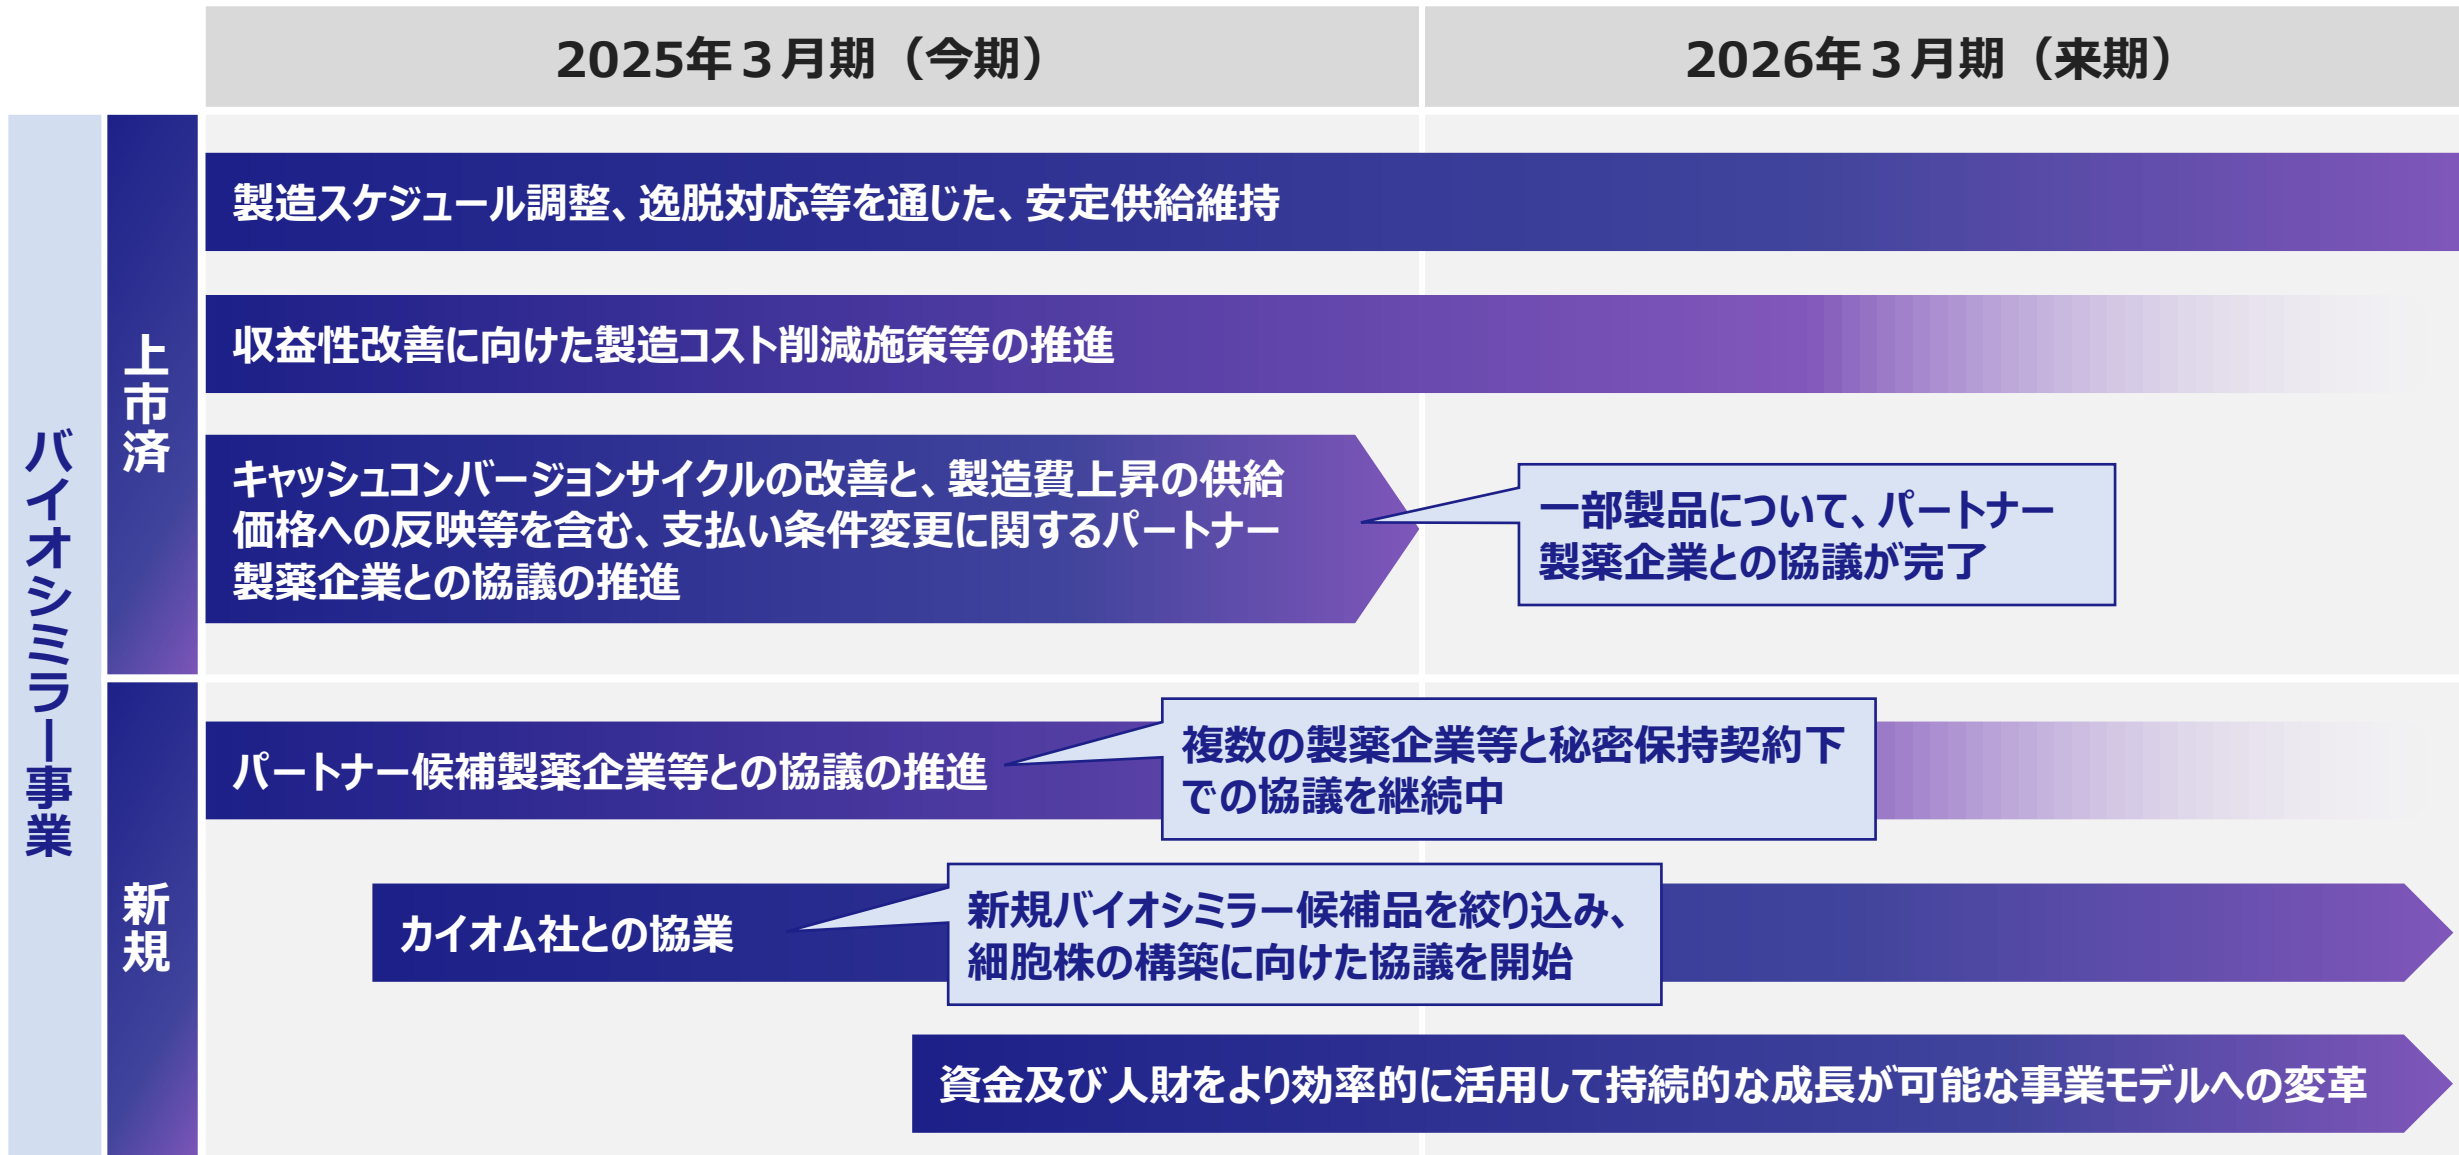 2025年３月期（今期）
2026年３月期（来期）
バイオシミラー事業
上市済
製造スケジュール調整、逸脱対応等を通じた、安定供給維持
収益性改善に向けた製造コスト削減施策等の推進
キャッシュコンバージョンサイクルの改善と、製造費上昇の供給
価格への反映等を含む、支払い条件変更に関するパートナー
製薬企業との協議の推進
一部製品について、パートナー
製薬企業との協議が完了
新規
パートナー候補製薬企業等との協議の推進
複数の製薬企業等と秘密保持契約下
での協議を継続中
カイオム社との協業
新規バイオシミラー候補品を絞り込み、
細胞株の構築に向けた協議を開始
資金及び人財をより効率的に活用して持続的な成長が可能な事業モデルへの変革